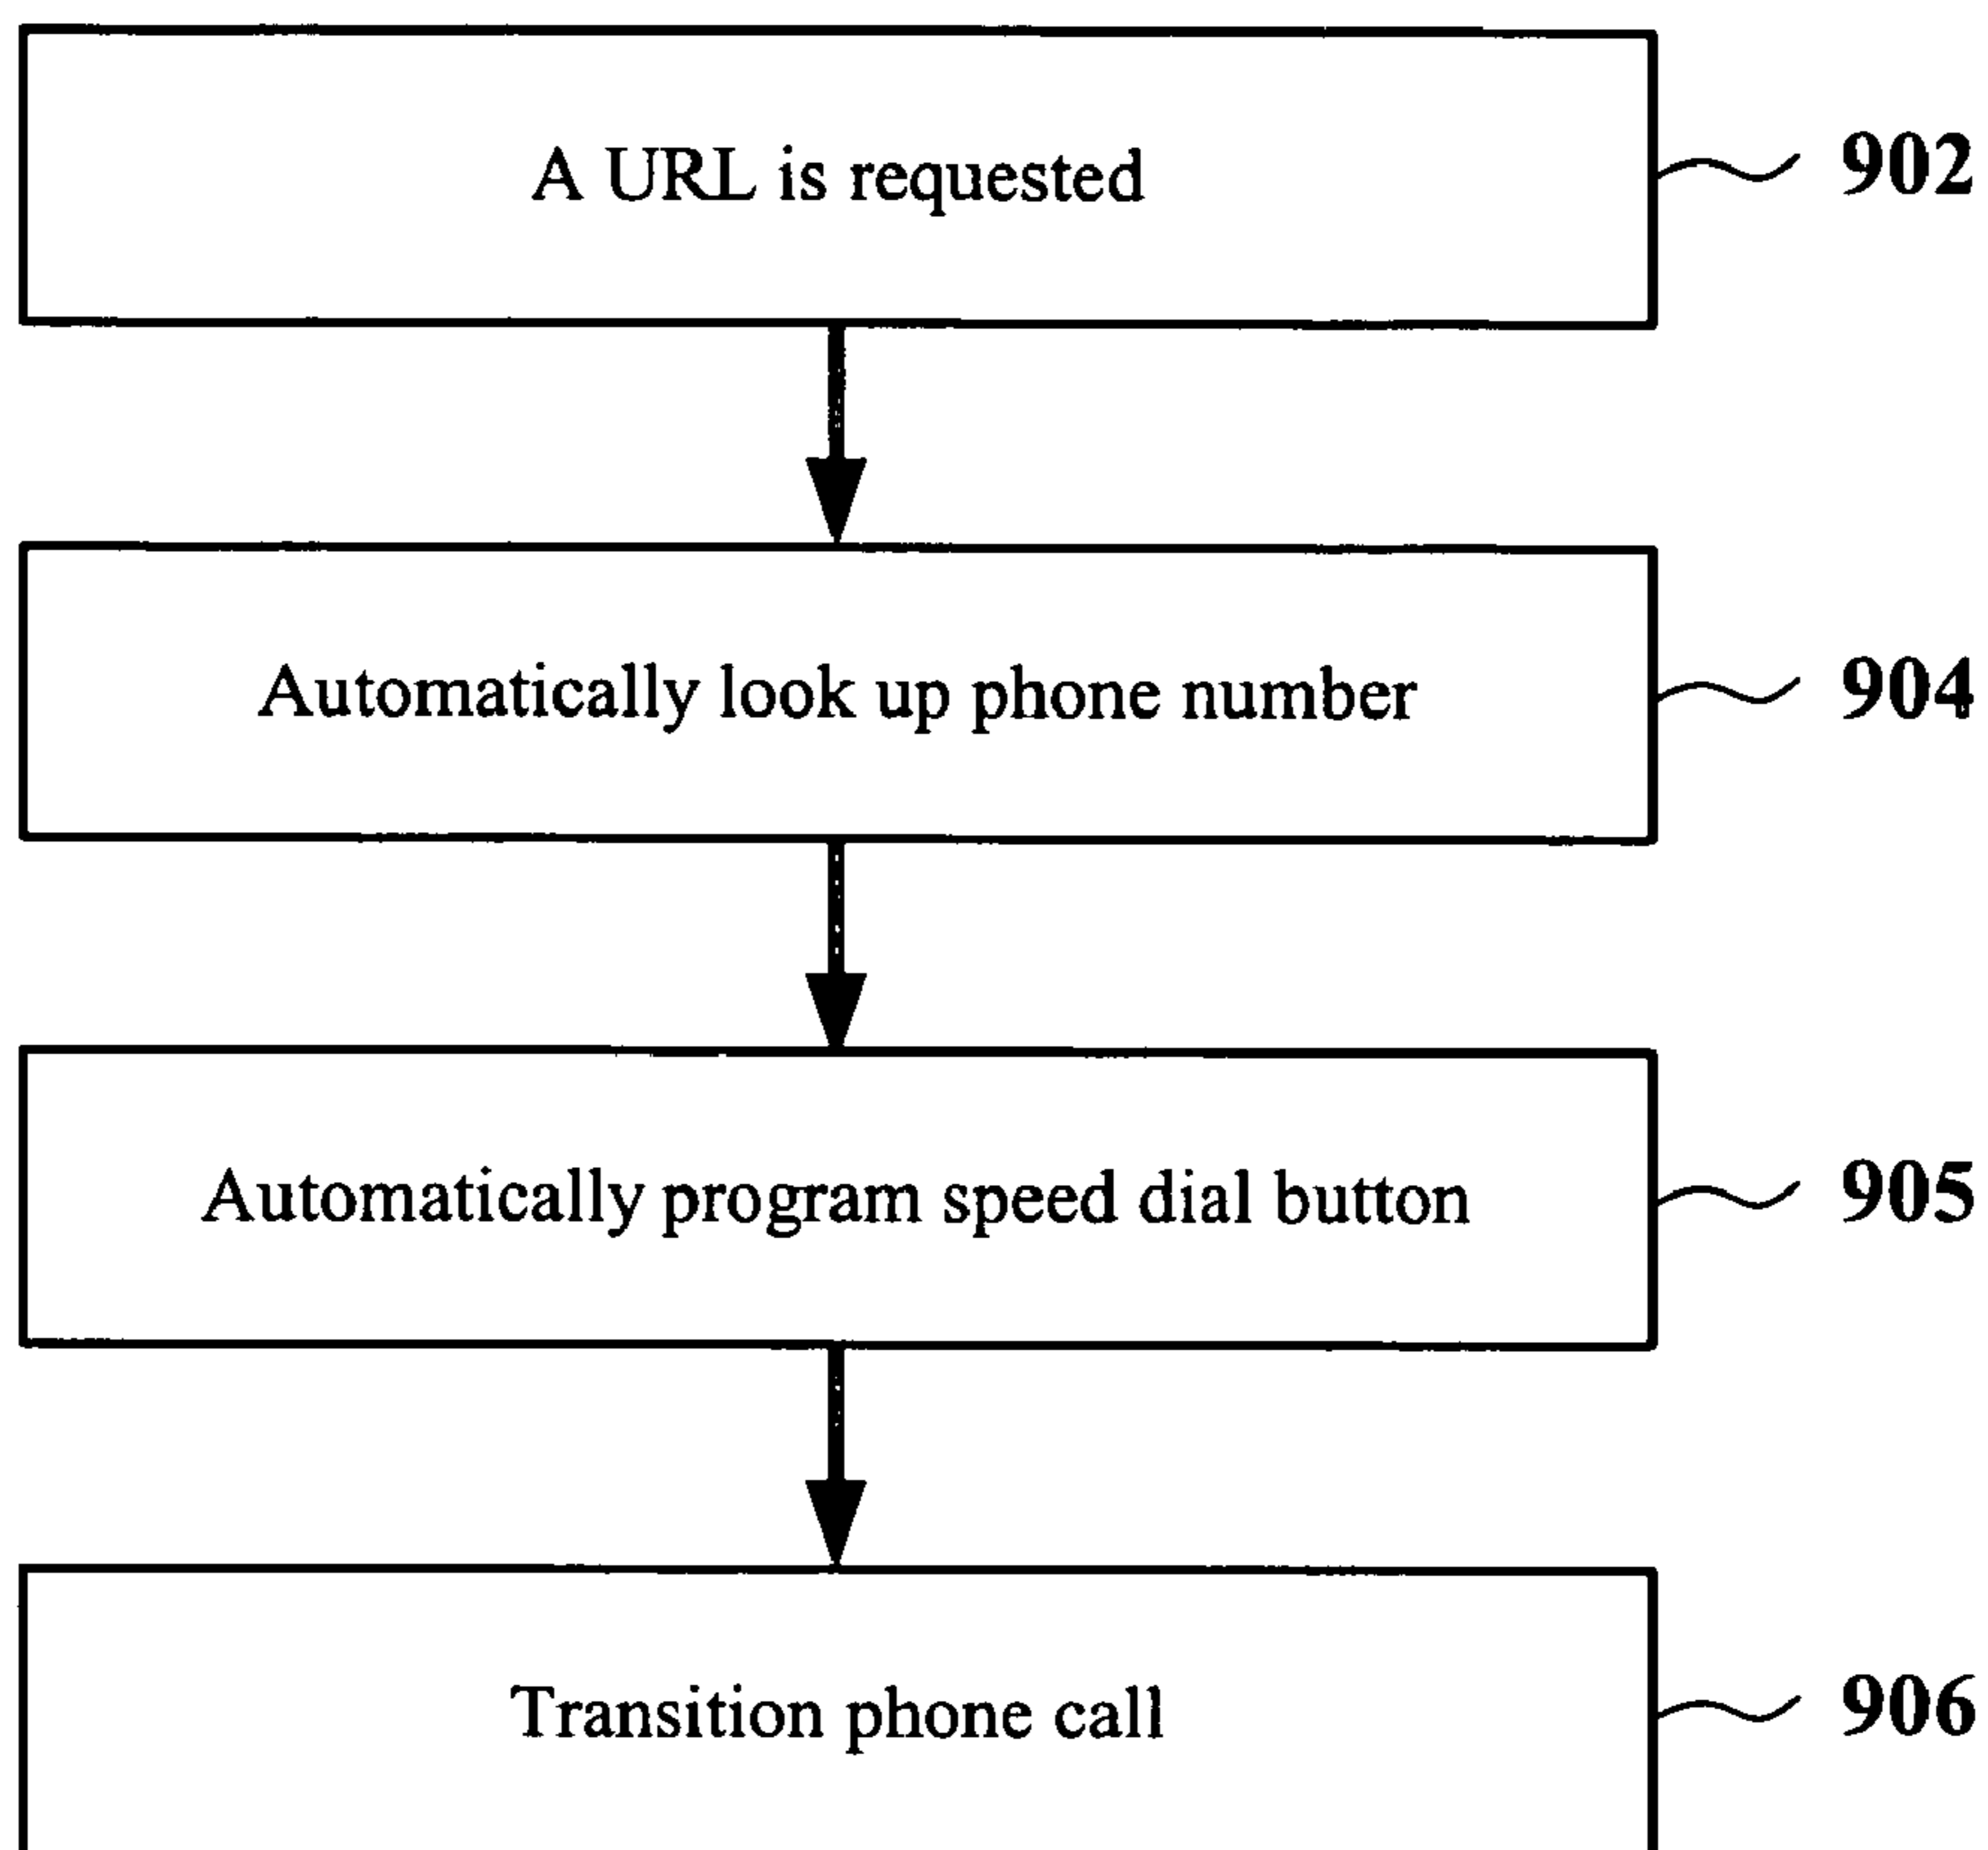 A URL is requested
902
Automatically look up phone number
904
Automatically program speed dial button
905
Transition phone call
906